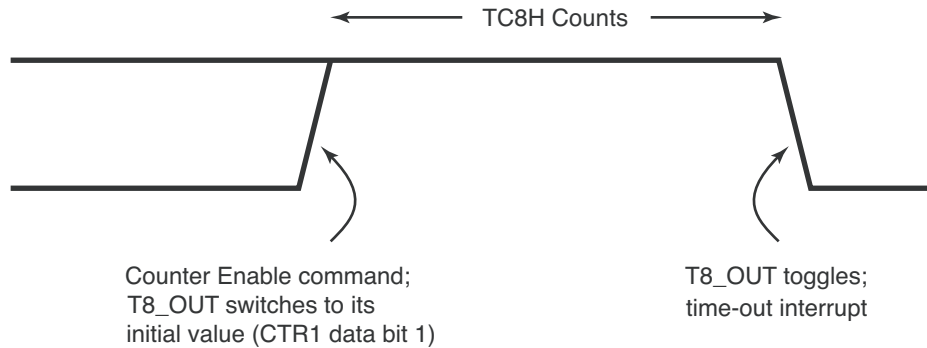 TC8H Counts
Counter Enable command;
T8_OUT switches to its
initial value (CTR1 data bit 1)
T8_OUT toggles;
time-out interrupt